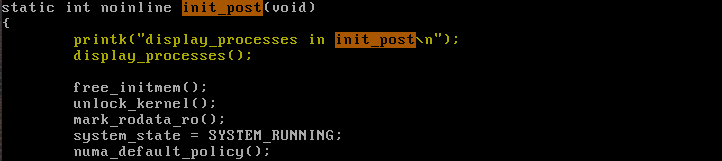 static int noinline init_post(void)
{
        printk("display_processes in init_post\n");
        display_processes();

        free_initmem();
        unlock_kernel();
        mark_rodata_ro();
        system_state = SYSTEM_RUNNING;
        numa_default_policy();